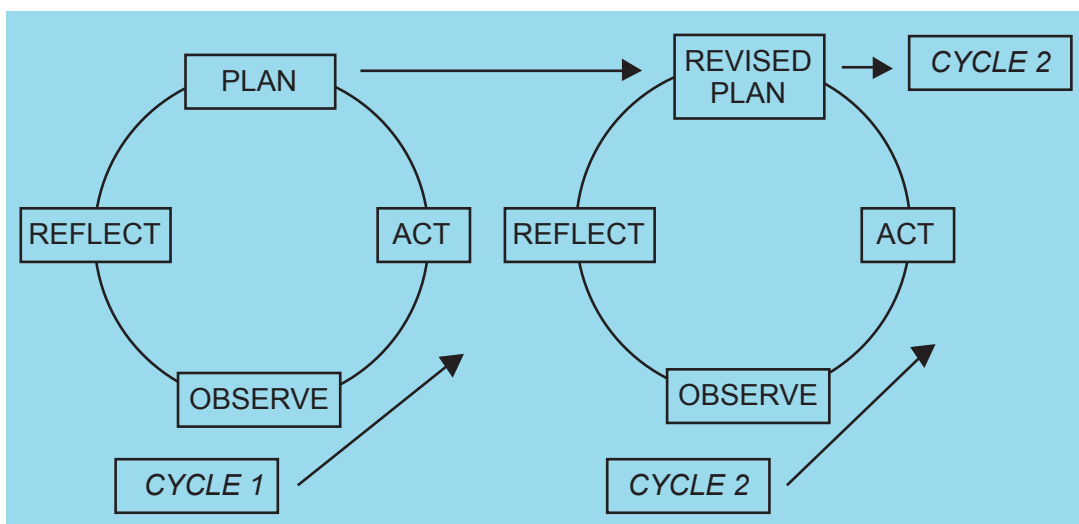 PLAN
REVISED
PLAN
CYCLE 2
REFLECT
ACT
REFLECT
ACT
OBSERVE
OBSERVE
CYCLE 1
CYCLE 2